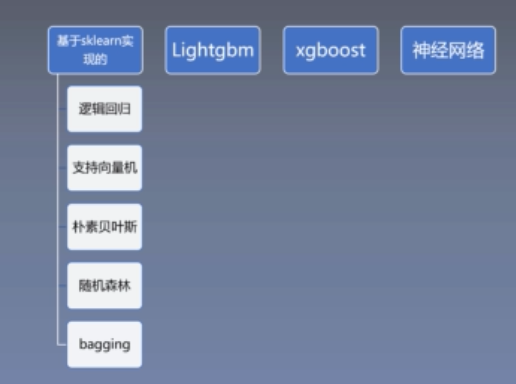 基于sklearn实
现的
Lightgbm
xgboost
神经网络
逻辑回归
支持向量机
朴素贝叶斯
随机森林
bagging